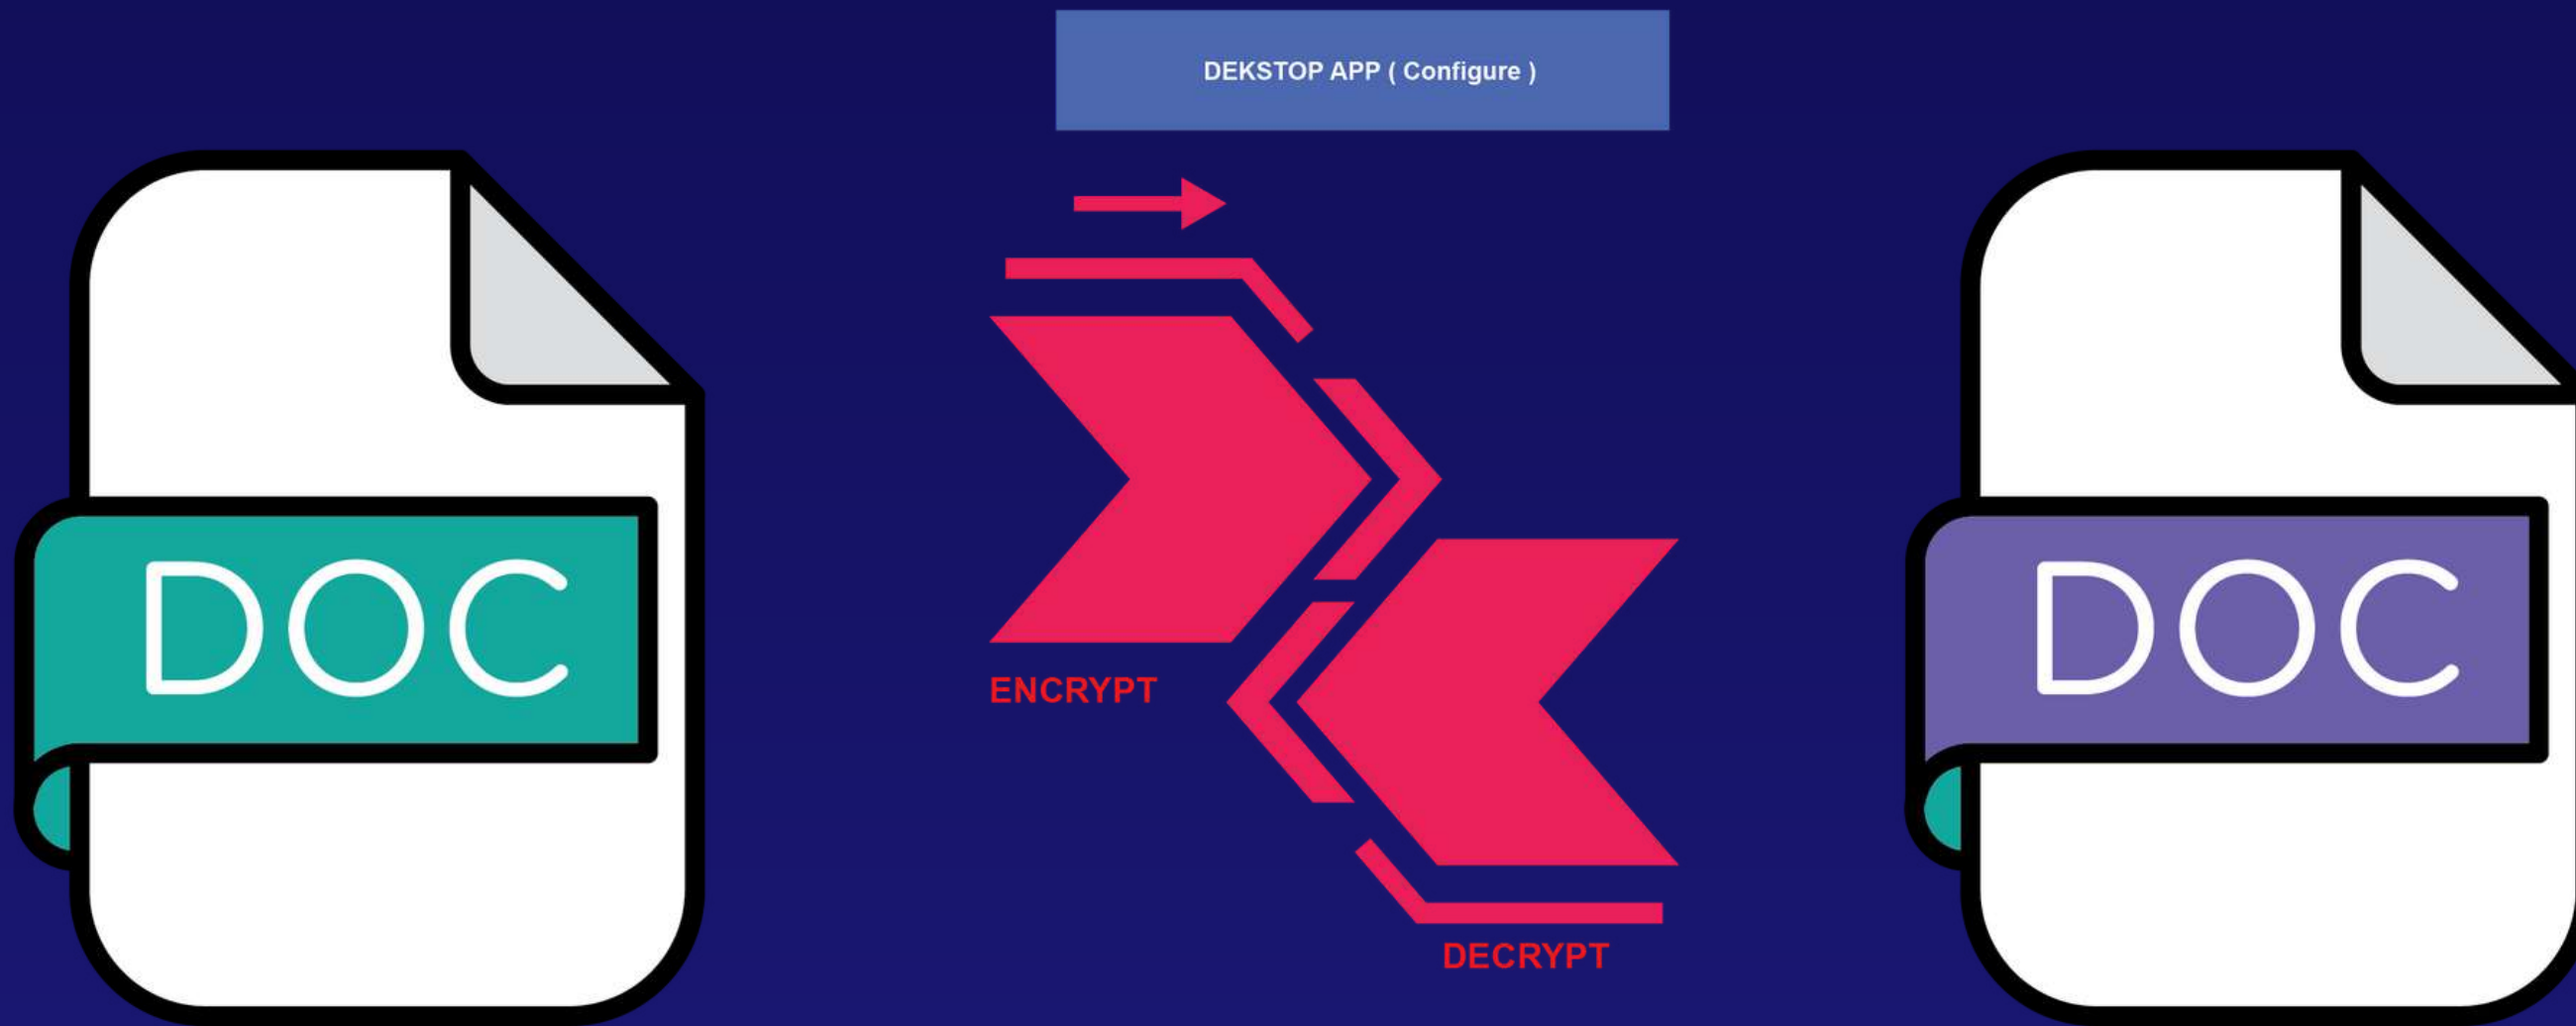 DEKSTOP APP ( Configure )
DOC
DOC
ENCRYPT
DECRYPT